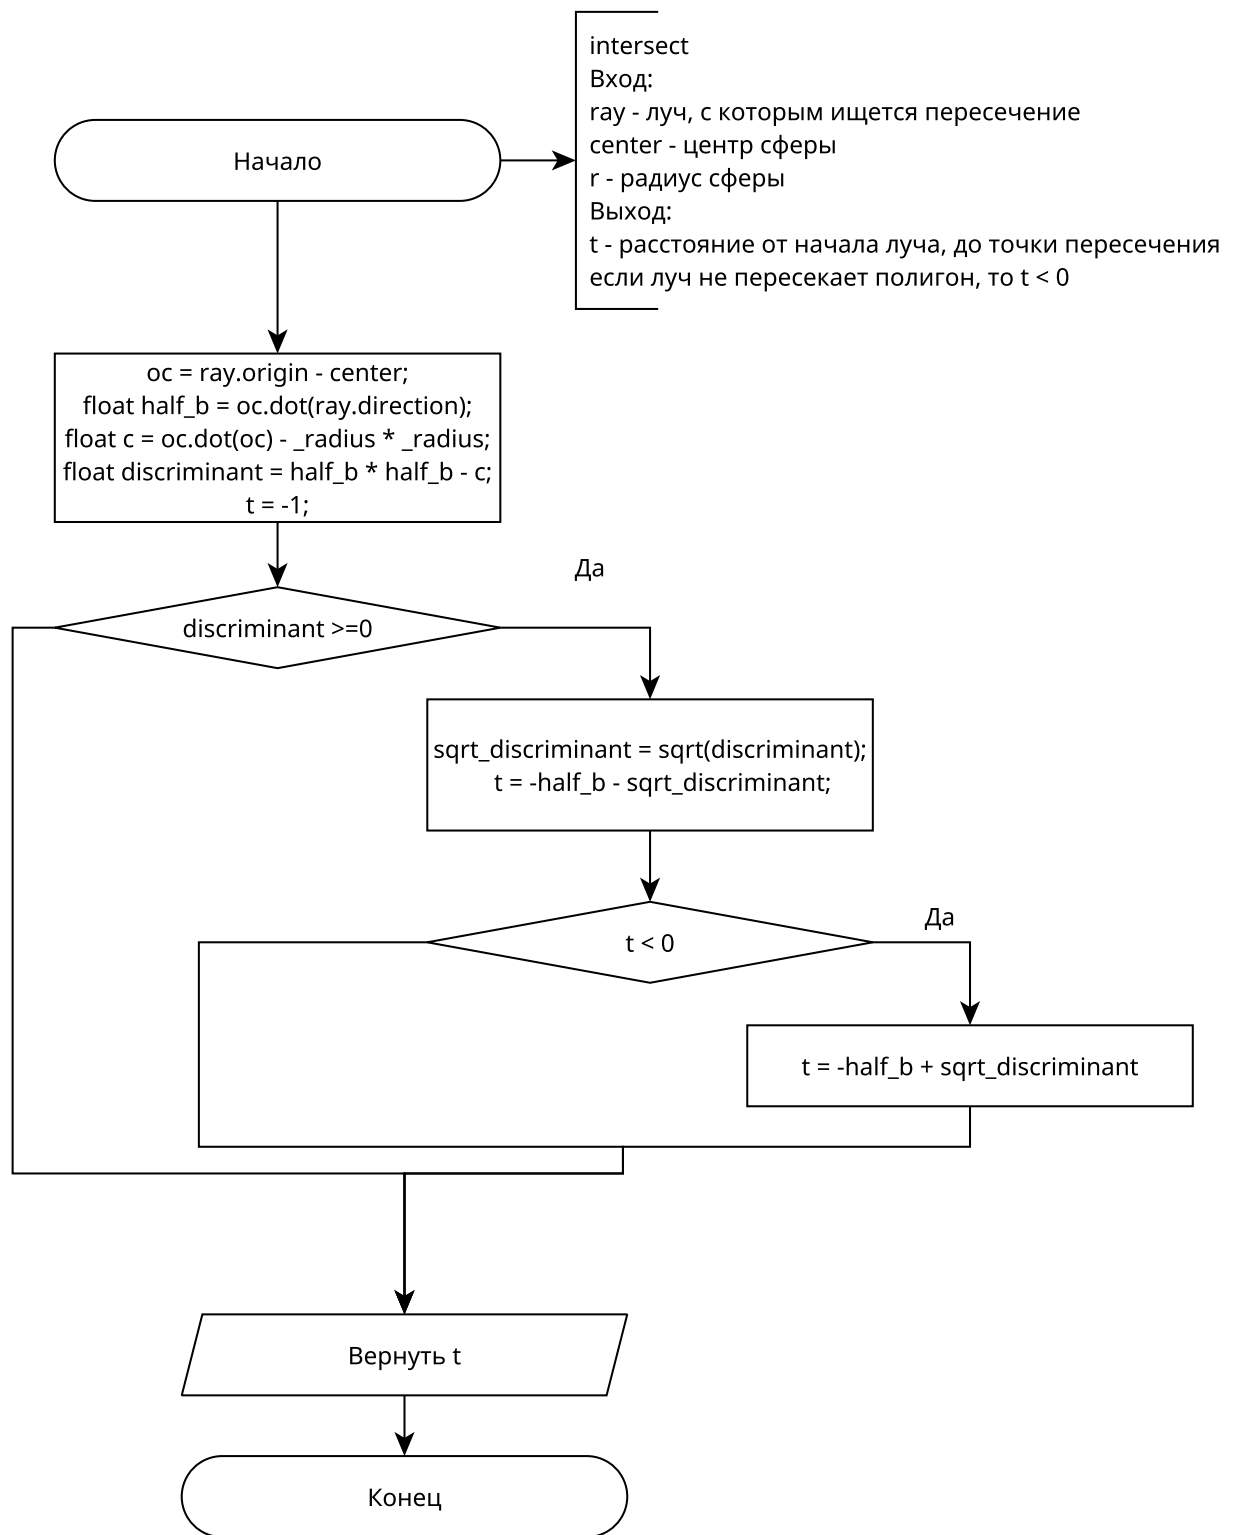 intersect
Вход:
ray - луч, с которым ищется пересечение
center - центр сферы
r - радиус сферы
Выход:
t - расстояние от начала луча, до точки пересечения
если луч не пересекает полигон, то t < 0
Начало
oc = ray.origin - center;
float half_b = oc.dot(ray.direction);
float c = oc.dot(oc) - _radius * _radius;
float discriminant = half_b * half_b - c;
t = -1;
Да
discriminant >=0
sqrt_discriminant = sqrt(discriminant);
t = -half_b - sqrt_discriminant;
Да
t < 0
t = -half_b + sqrt_discriminant
Вернуть t
Конец